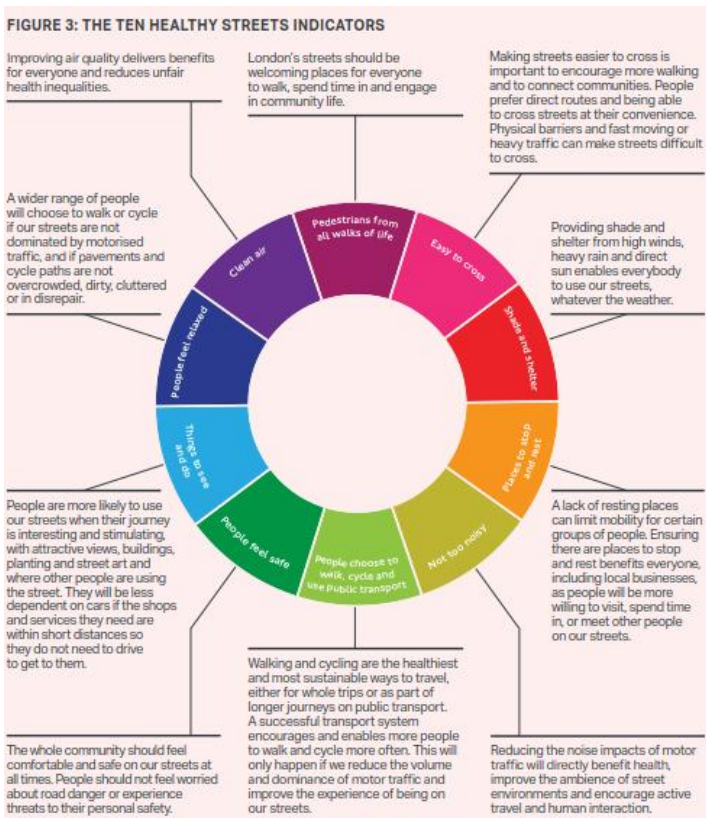 FIGURE 3: THE TEN HEALTHY STREETS INDICATORS
Improving air quality delivers benefits
for everyone and reduces unfair
health inequalities.
London's streets should be
welcoming places for everyone
to walk, spend time in and engage
in community life.
Making streets easier to cross is
important to encourage more walking
and to connect communities. People
prefer direct routes and being able
to cross streets at their convenience.
Physical barriers and fast moving or
heavy traffic can make streets difficult
to cross.
A wider range of people
will choose to walk or cycle
if our streets are not
dominated by motorised
traffic, and if pavements and
cycle paths are not
overcrowded, dirty, cluttered
or in disrepair.
Providing shade and
shelter from high winds,
heavy rain and direct
sun enables everybody
to use our streets,
whatever the weather.
Pedestrians from
all walks of life
Easy to cross
Shade and shelter
Places to stop
and rest
Not too noisy
People choose to
walk, cycle and
use Public transport
People feel safe
Things to see
and do
People feel relaxed
Clean air
People are more likely to use
our streets when their journey
is interesting and stimulating,
with attractive views, buildings,
planting and street art and
where other people are using
the street. They will be less
dependent on cars if the shops
and services they need are
within short distances so
they do not need to drive
to get to them.
A lack of resting places
can limit mobility for certain
groups of people. Ensuring
there are places to stop
and rest benefits everyone,
including local businesses,
as people will be more
willing to visit, spend time
in, or meet other people
on our streets.
The whole community should feel
comfortable and safe on our streets at
all times. People should not feel worried
about road danger or experience
threats to their personal safety.
Walking and cycling are the healthiest
and most sustainable ways to travel,
either for whole trips or as part of
longer journeys on public transport.
A successful transport system
encourages and enables more people
to walk and cycle more often. This will
only happen if we reduce the volume
and dominance of motor traffic and
improve the experience of being on
our streets.
Reducing the noise impacts of motor
traffic will directly benefit health,
improve the ambience of street
environments and encourage active
travel and human interaction.